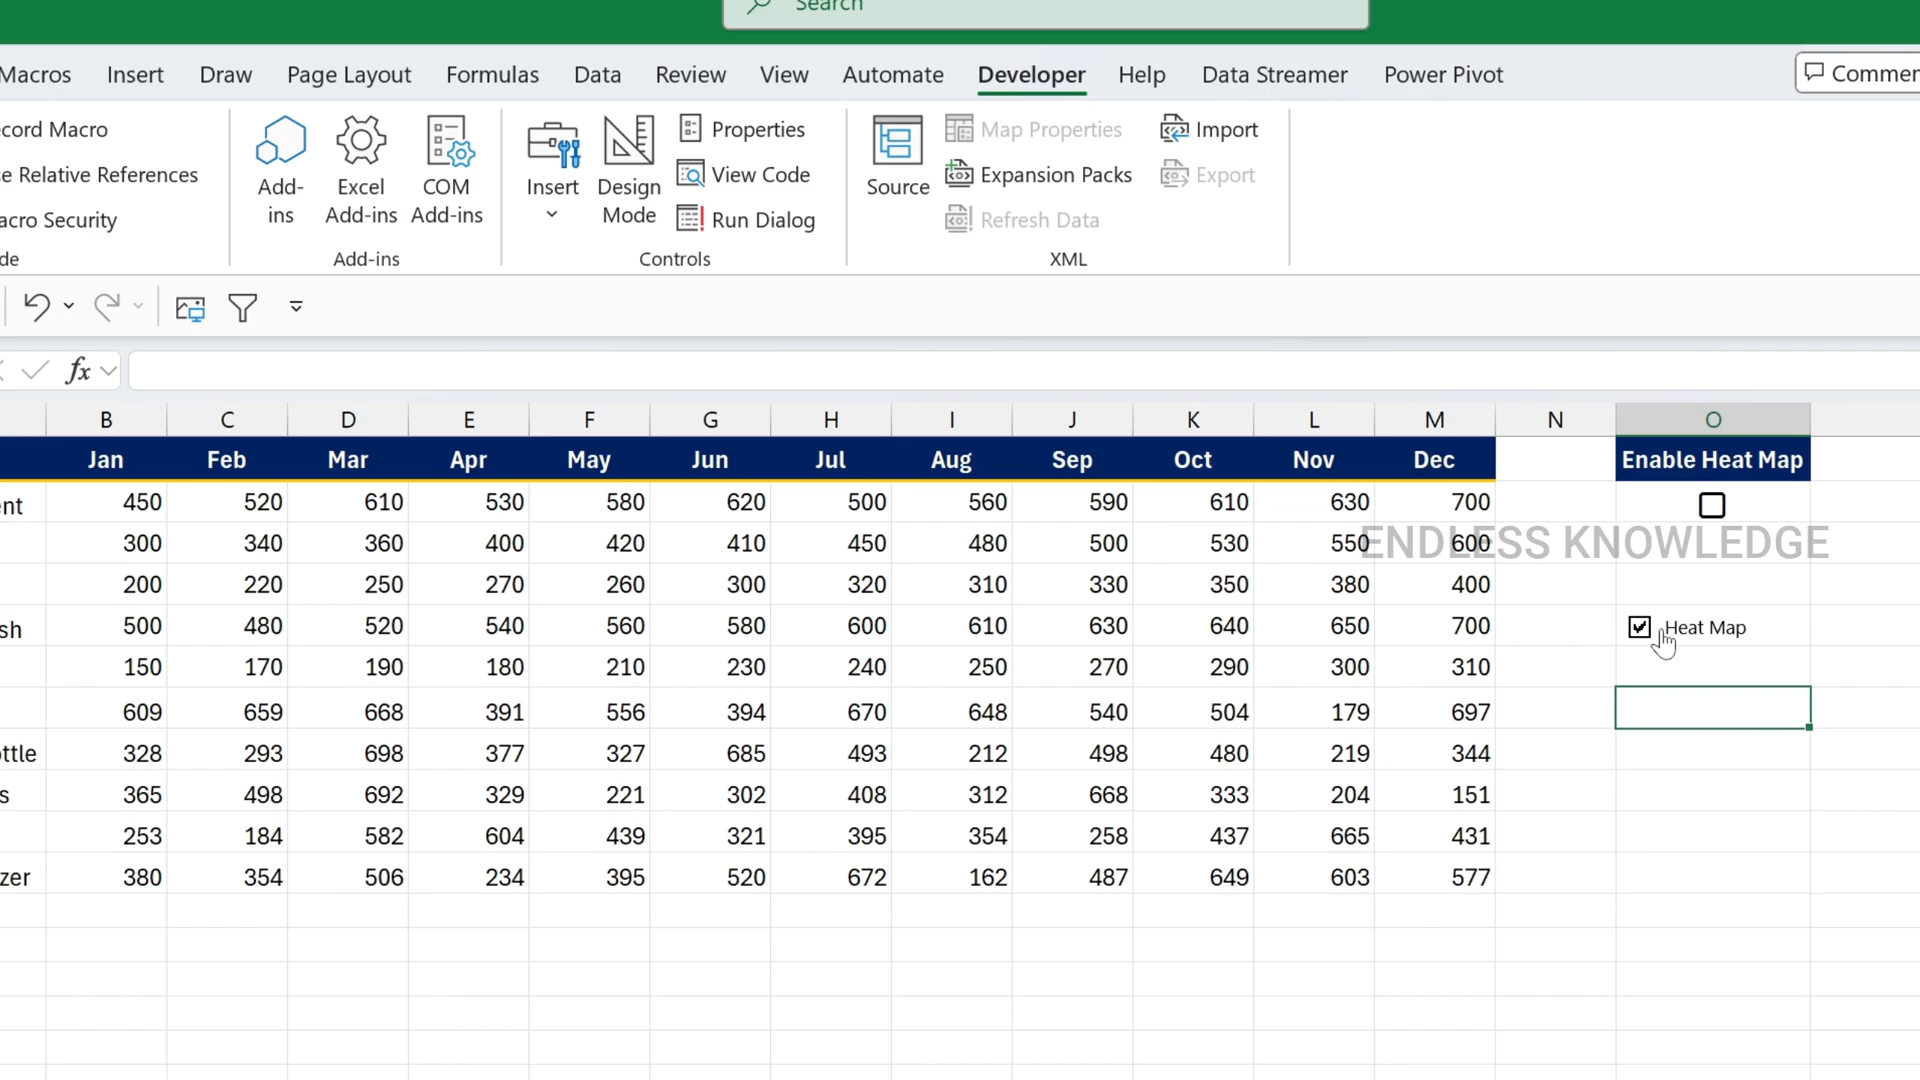 Search
Macros Insert Draw Page Layout Formulas Data Review View Automate Developer Help Data Streamer Power Pivot Commen
cord Macro
e Relative References
acro Security
de
Add-ins
Excel Add-ins
COM Add-ins
Add-ins
Insert
Design Mode
Properties
View Code
Run Dialog
Controls
Source
Map Properties
Expansion Packs
Refresh Data
Import
Export
XML
fx
B C D E F G H I J K L M N O
Jan Feb Mar Apr May Jun Jul Aug Sep Oct Nov Dec Enable Heat Map
ent 450 520 610 530 580 620 500 560 590 610 630 700
300 340 360 400 420 410 450 480 500 530 550 600
ENDLESS KNOWLEDGE
200 220 250 270 260 300 320 310 330 350 380 400
sh 500 480 520 540 560 580 600 610 630 640 650 700 Heat Map
150 170 190 180 210 230 240 250 270 290 300 310
609 659 668 391 556 394 670 648 540 504 179 697
ottle 328 293 698 377 327 685 493 212 498 480 219 344
s 365 498 692 329 221 302 408 312 668 333 204 151
253 184 582 604 439 321 395 354 258 437 665 431
zer 380 354 506 234 395 520 672 162 487 649 603 577